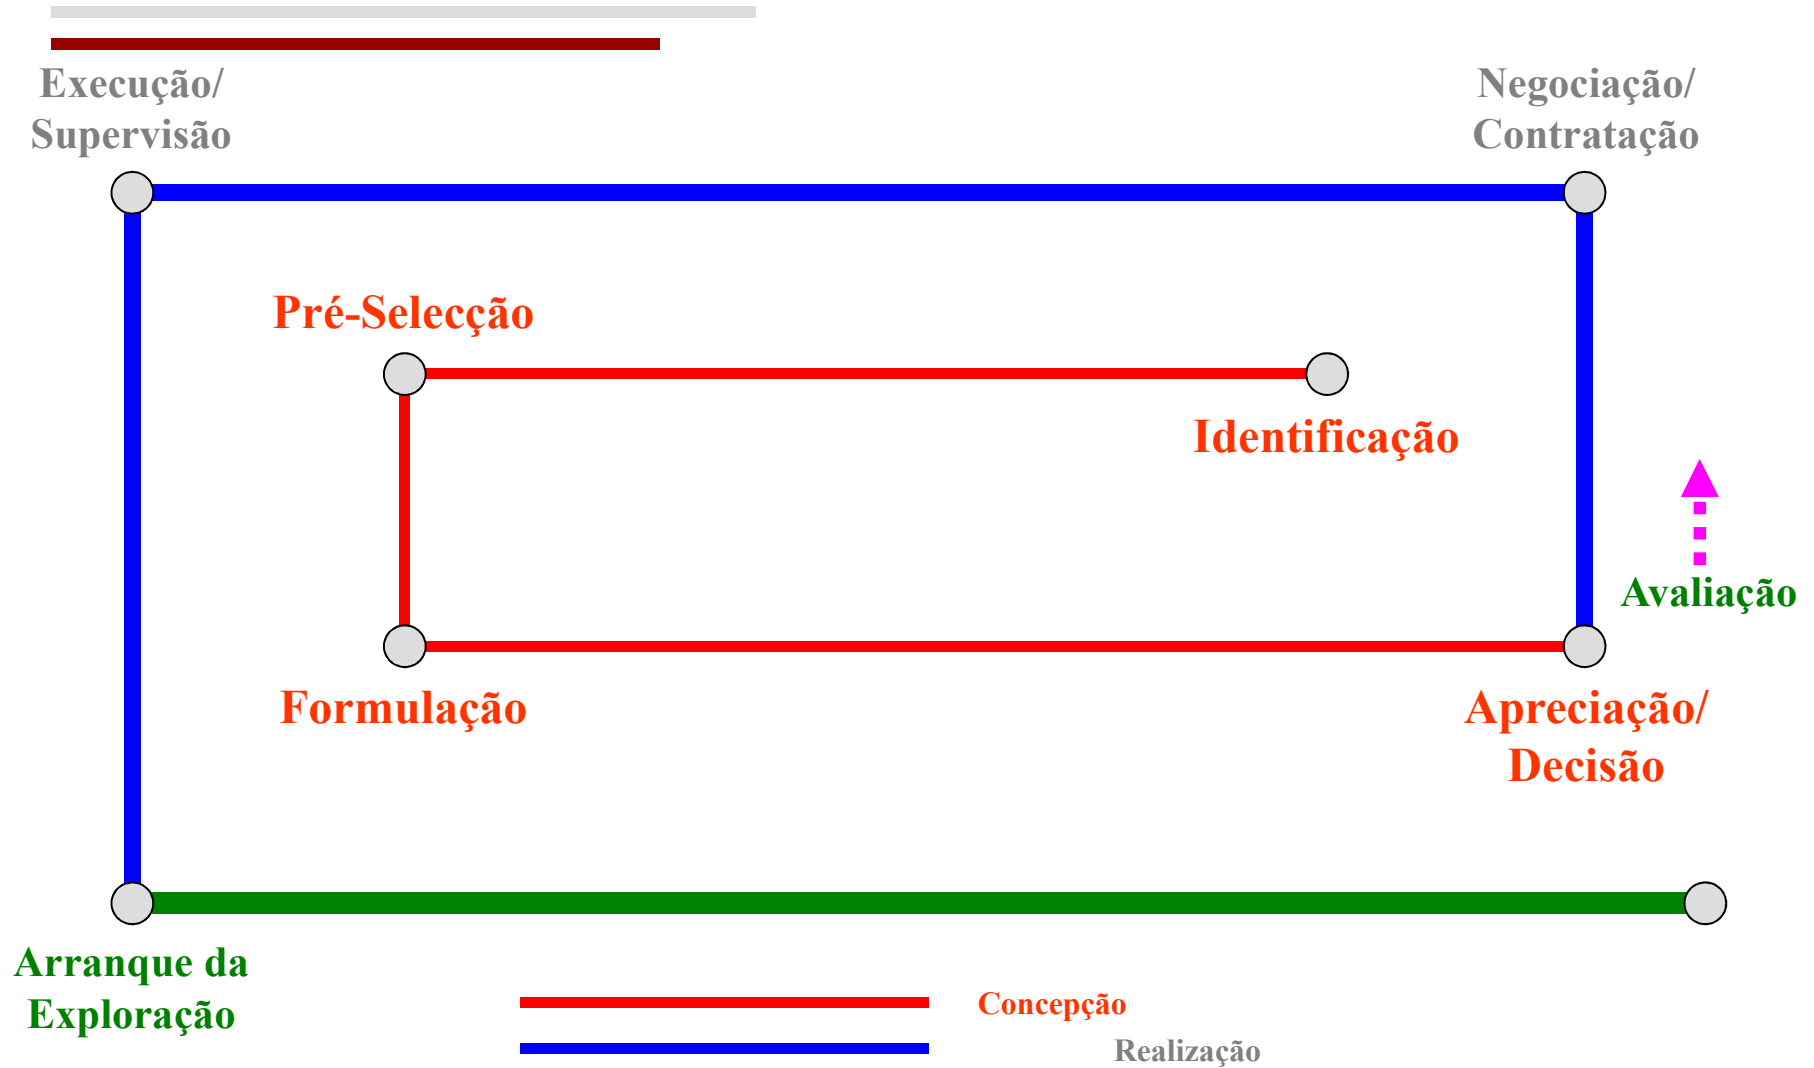 Execução/
Supervisão
Negociação/
Contratação
Pré-Selecção
Identificação
Avaliação
Formulação
Apreciação/
Decisão
Arranque da
Exploração
Concepção
Realização